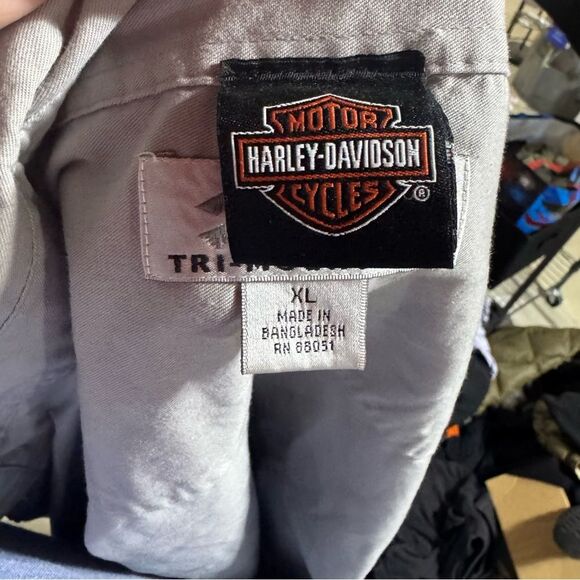 MOTOR
HARLEY-DAVIDSON
CYCLES
®
XL
MADE IN
BANGLADESH
RN 88051